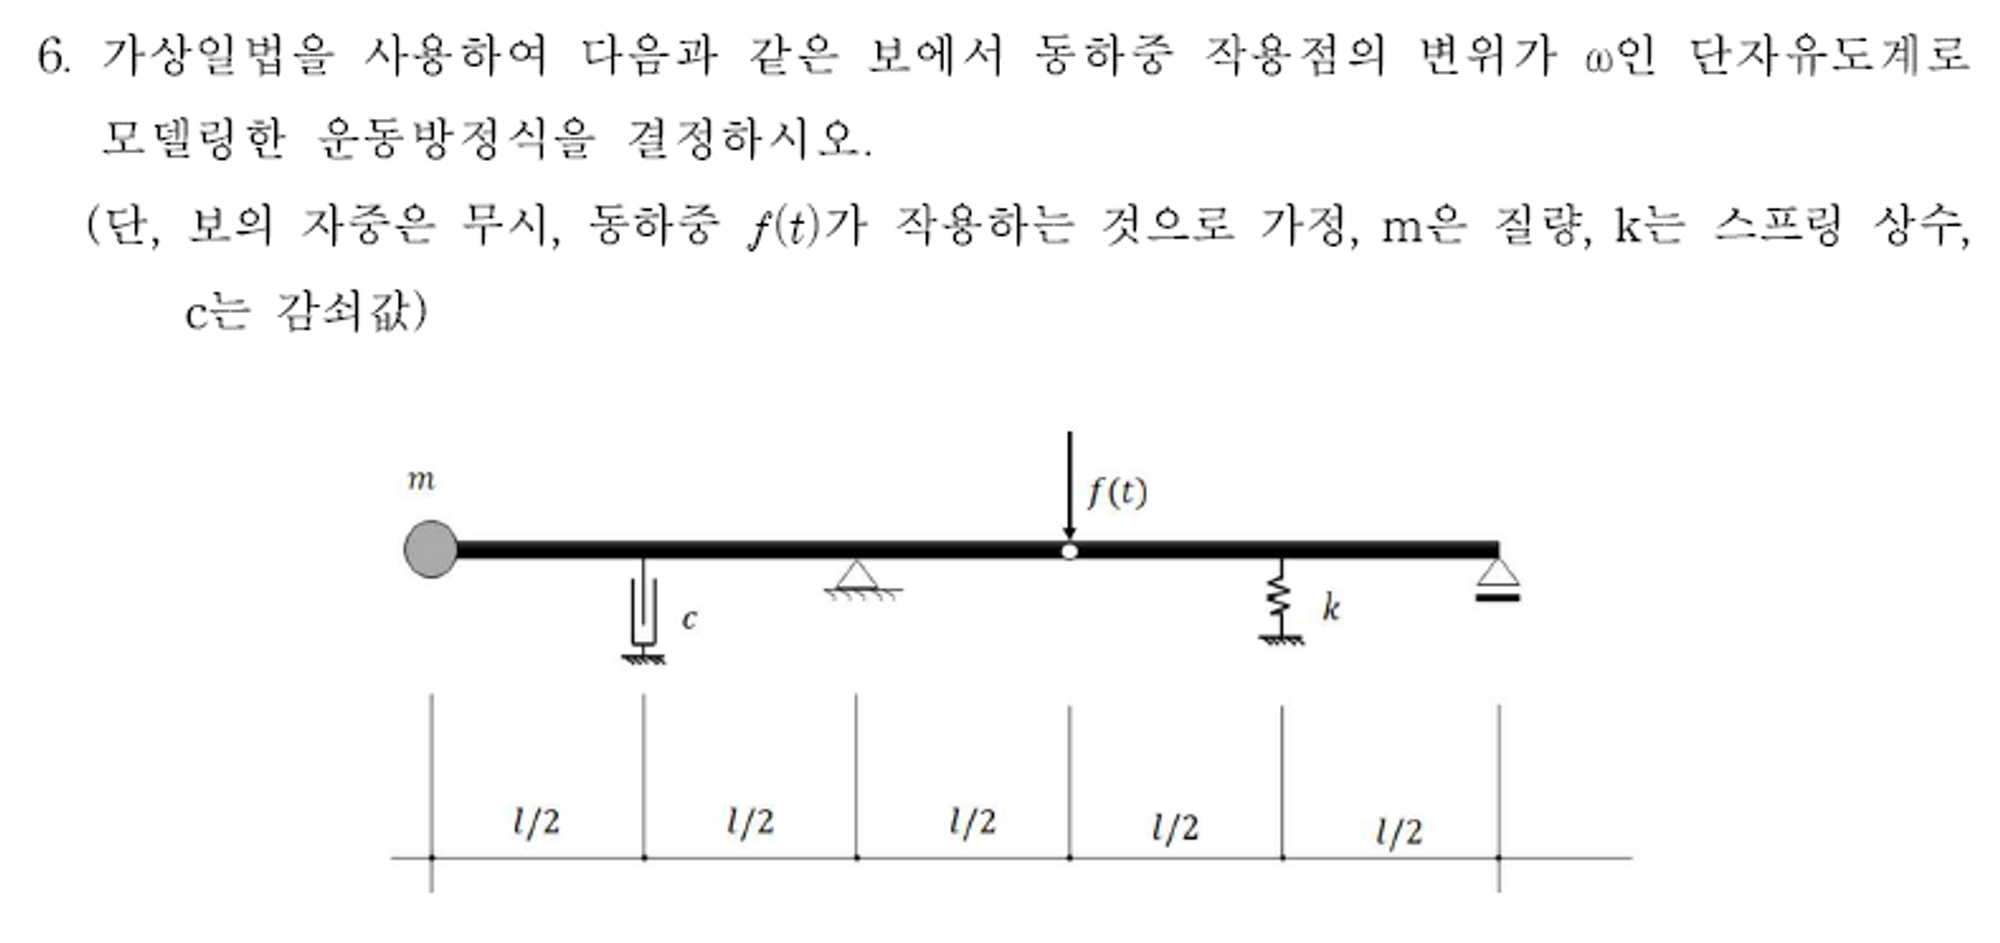 6. 가상일법을 사용하여 다음과 같은 보에서 동하중 작용점의 변위가 ω인 단자유도계로
모델링한 운동방정식을 결정하시오.
(단, 보의 자중은 무시, 동하중 f(t)가 작용하는 것으로 가정, m은 질량, k는 스프링 상수,
c는 감쇠값)
m
f(t)
c
k
l/2 l/2 l/2 l/2 l/2